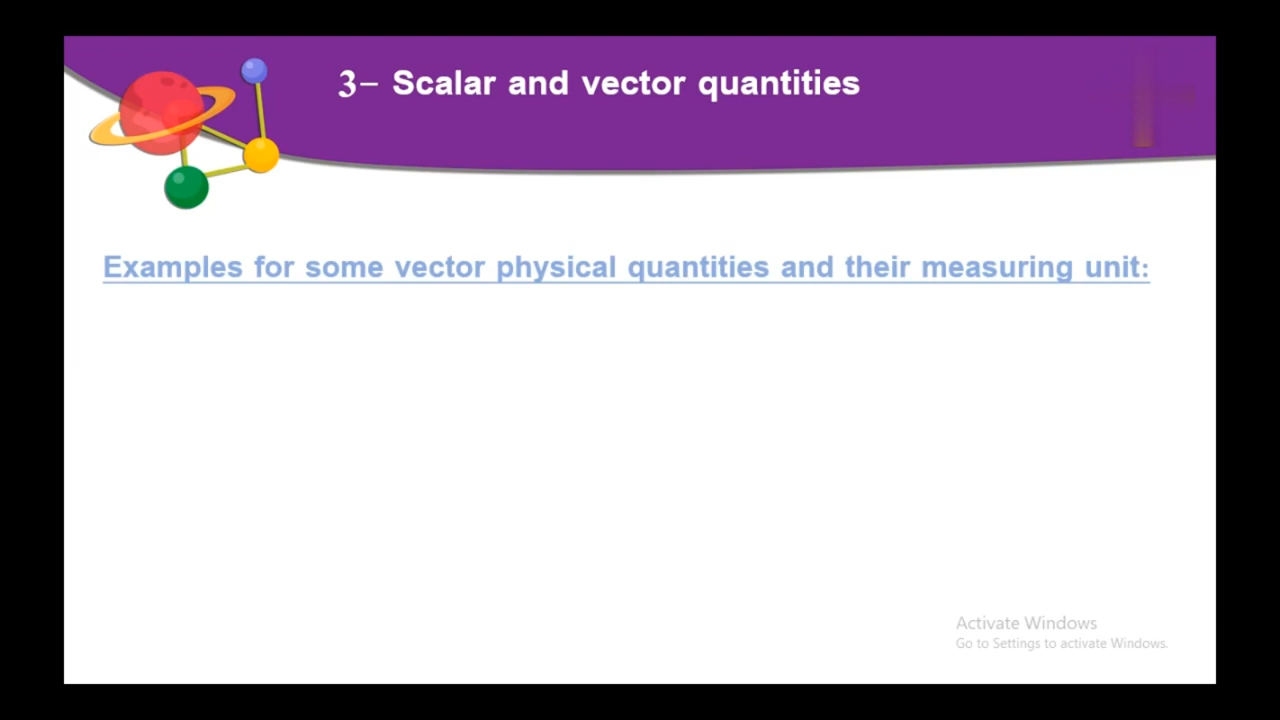 3– Scalar and vector quantities
Examples for some vector physical quantities and their measuring unit:
Activate Windows
Go to Settings to activate Windows.